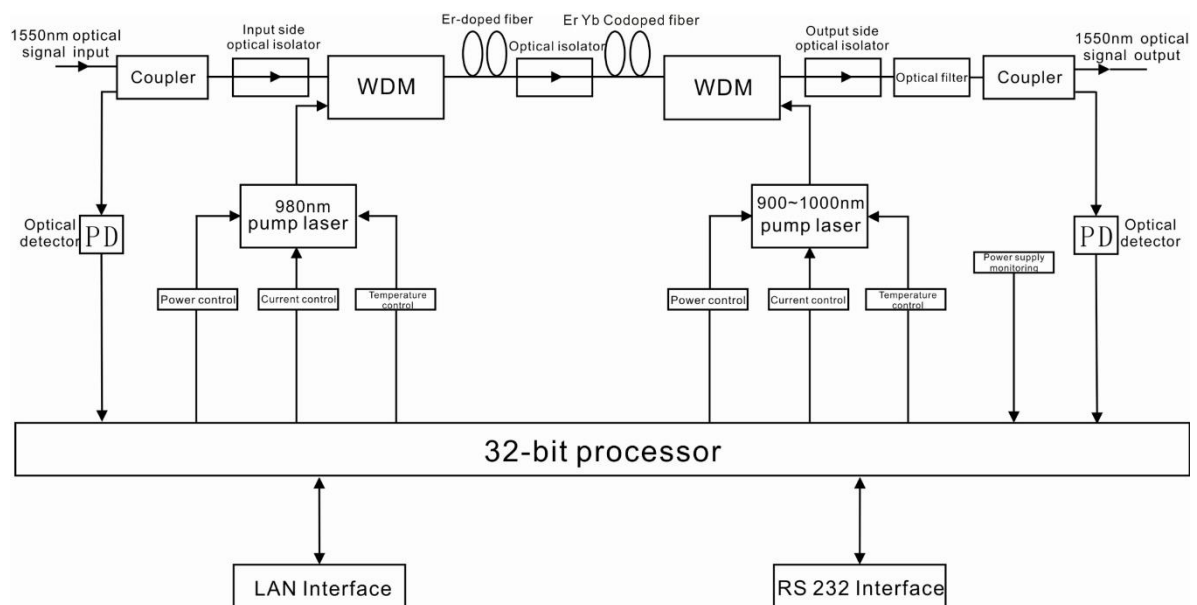 1550nm optical
signal input
Coupler
Input side
optical isolator
WDM
Er-doped fiber
Optical isolator
Er Yb Codoped fiber
WDM
Output side
optical isolator
Optical filter
Coupler
1550nm optical
signal output
Optical
detector
PD
980nm
pump laser
900~1000nm
pump laser
PD
Optical
detector
Power supply
monitoring
Power control
Current control
Temperature
control
Power control
Current control
Temperature
control
32-bit processor
LAN Interface
RS 232 Interface